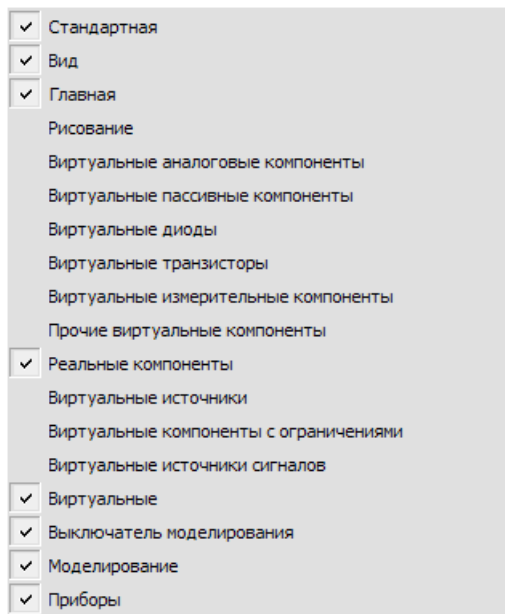 Стандартная
Вид
Главная
Рисование
Виртуальные аналоговые компоненты
Виртуальные пассивные компоненты
Виртуальные диоды
Виртуальные транзисторы
Виртуальные измерительные компоненты
Прочие виртуальные компоненты
Реальные компоненты
Виртуальные источники
Виртуальные компоненты с ограничениями
Виртуальные источники сигналов
Виртуальные
Выключатель моделирования
Моделирование
Приборы